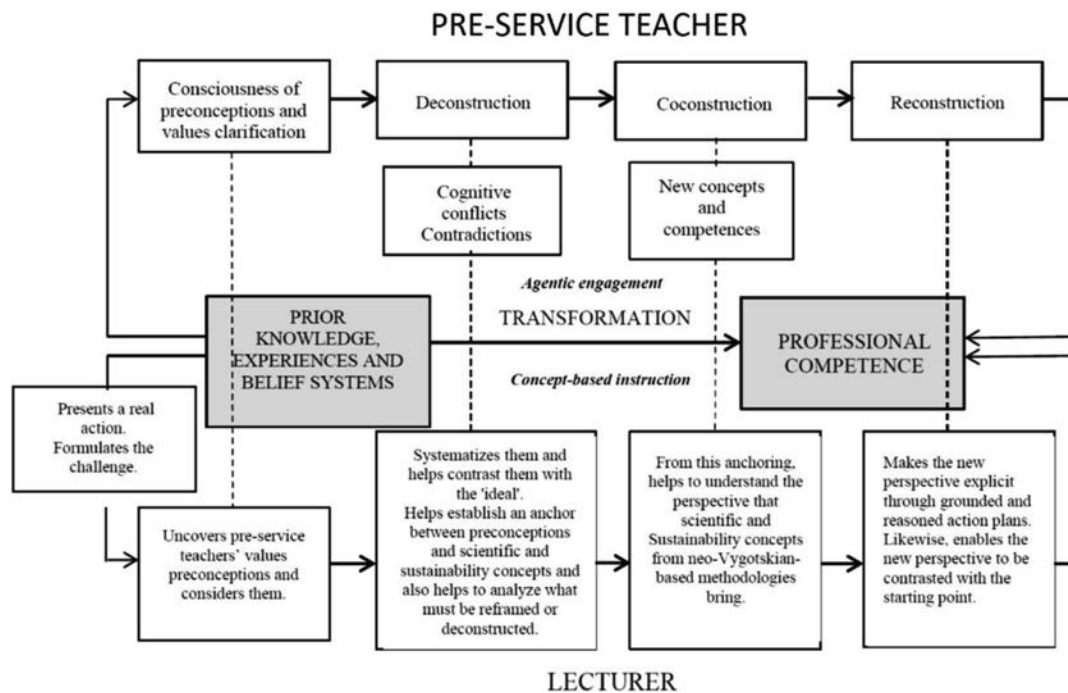 PRE-SERVICE TEACHER
Consciousness of
preconceptions and
values clarification
Deconstruction
Coconstruction
Reconstruction
Cognitive
conflicts
Contradictions
New concepts
and
competences
Agentic engagement
TRANSFORMATION
Concept-based instruction
PRIOR
KNOWLEDGE,
EXPERIENCES AND
BELIEF SYSTEMS
PROFESSIONAL
COMPETENCE
Presents a real
action.
Formulates the
challenge.
Uncovers pre-service
teachers' values
preconceptions and
considers them.
Systematizes them and
helps contrast them with
the 'ideal'.
Helps establish an anchor
between preconceptions
and scientific and
sustainability concepts and
also helps to analyze what
must be reframed or
deconstructed.
From this anchoring,
helps to understand the
perspective that
scientific and
Sustainability concepts
from neo-Vygotskian-
based methodologies
bring.
Makes the new
perspective explicit
through grounded and
reasoned action plans.
Likewise, enables the
new perspective to be
contrasted with the
starting point.
LECTURER